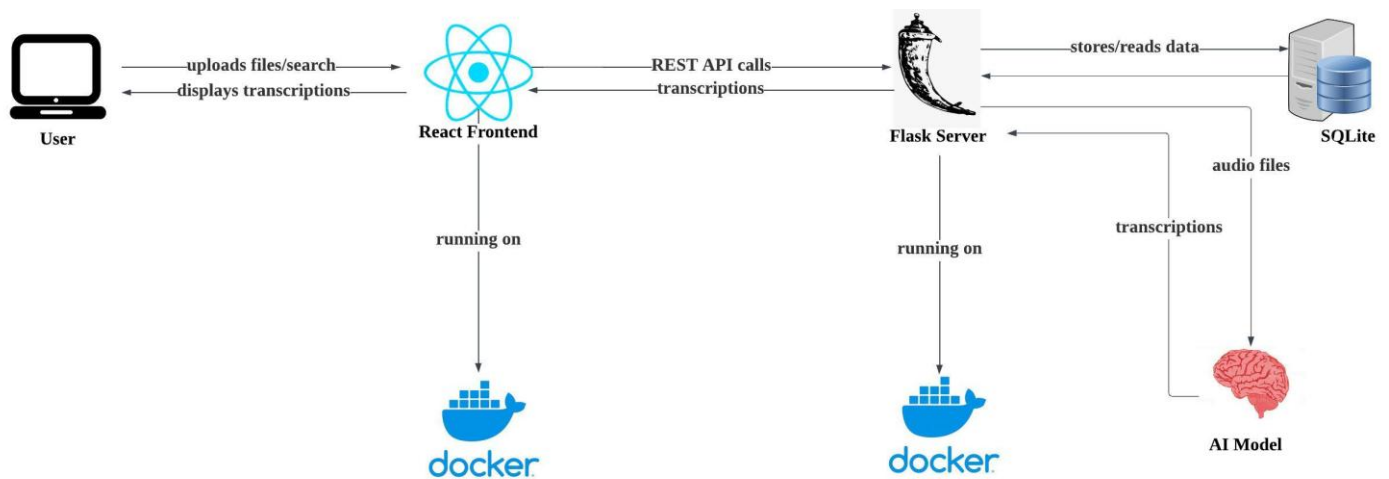 uploads files/search
displays transcriptions
User
React Frontend
REST API calls
transcriptions
Flask Server
stores/reads data
SQLite
audio files
transcriptions
running on
running on
docker
docker
AI Model